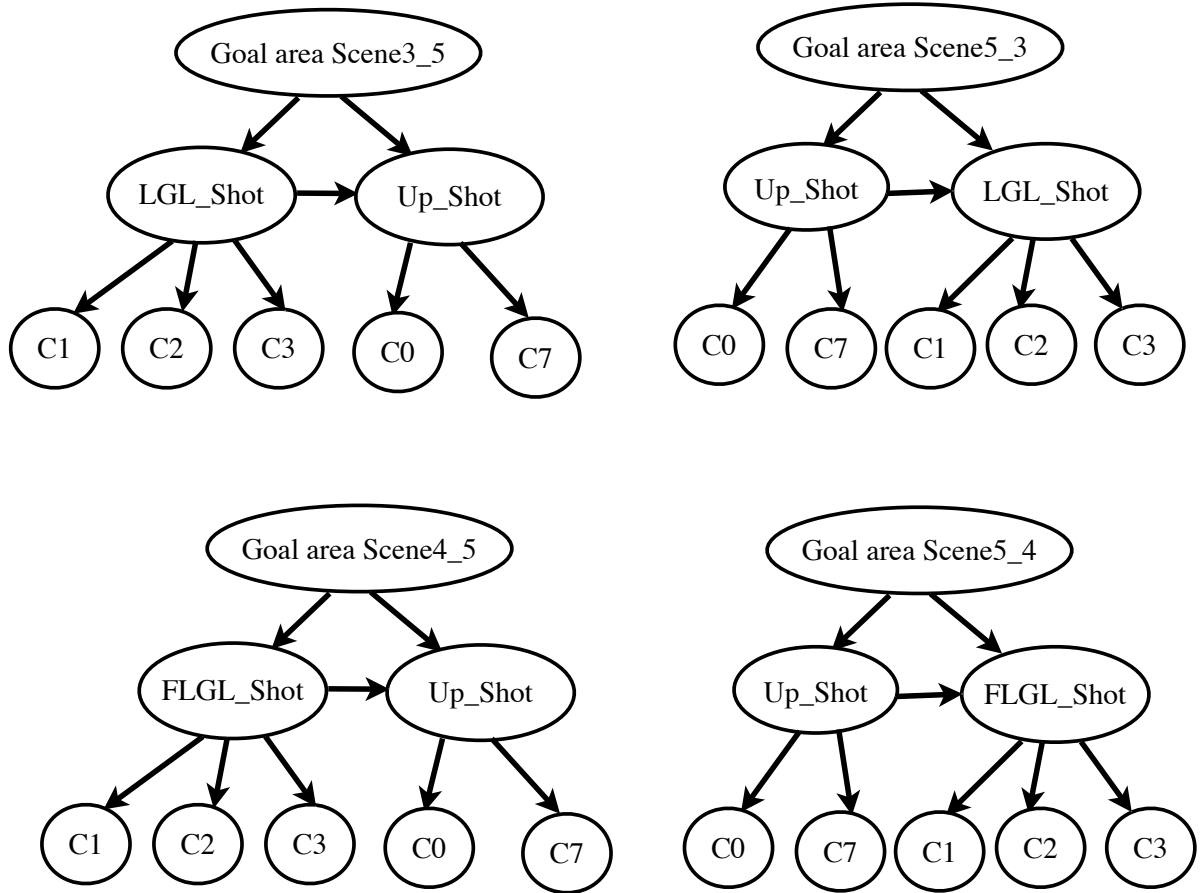 Goal area Scene3_5
LGL_Shot
Up_Shot
C1
C2
C3
C0
C7
Goal area Scene5_3
Up_Shot
LGL_Shot
C0
C7
C1
C2
C3
Goal area Scene4_5
FLGL_Shot
Up_Shot
C1
C2
C3
C0
C7
Goal area Scene5_4
Up_Shot
FLGL_Shot
C0
C7
C1
C2
C3